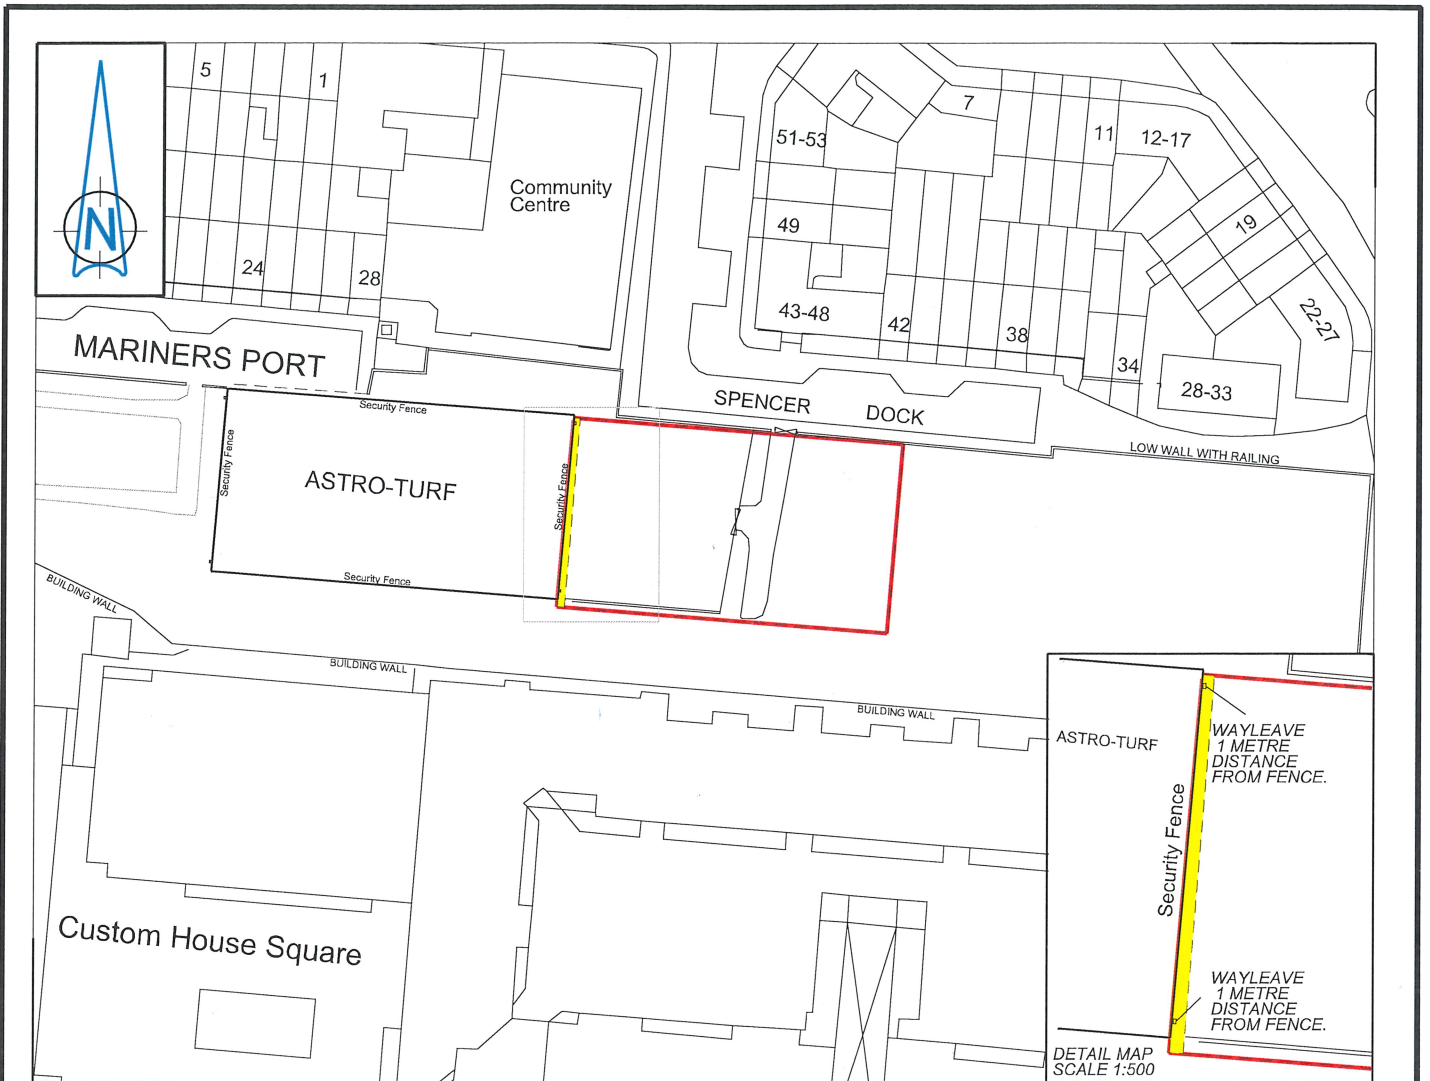 N
5
1
24
28
Community
Centre
51-53
7
11
12-17
49
19
43-48
42
38
34
22-27
28-33
MARINERS PORT
SPENCER DOCK
LOW WALL WITH RAILING
Security Fence
Security Fence
ASTRO-TURF
Security Fence
Security Fence
BUILDING WALL
BUILDING WALL
BUILDING WALL
Custom House Square
ASTRO-TURF
WAYLEAVE
1 METRE
DISTANCE
FROM FENCE.
Security Fence
WAYLEAVE
1 METRE
DISTANCE
FROM FENCE.
DETAIL MAP
SCALE 1:500